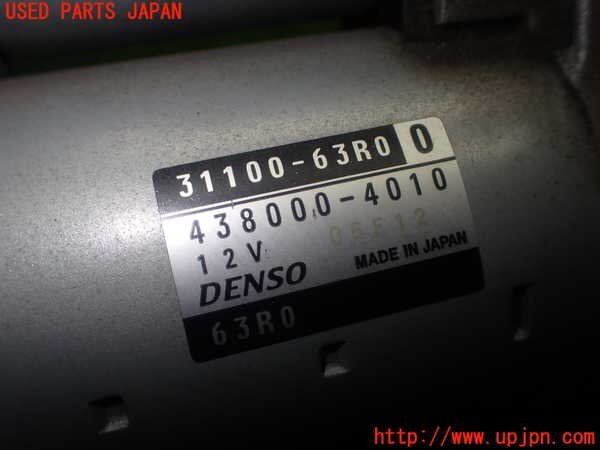 USED PARTS JAPAN
31100-63R0 0
438000-4010
12V 05F12
DENSO MADE IN JAPAN
63R0
http://www.upjpn.com